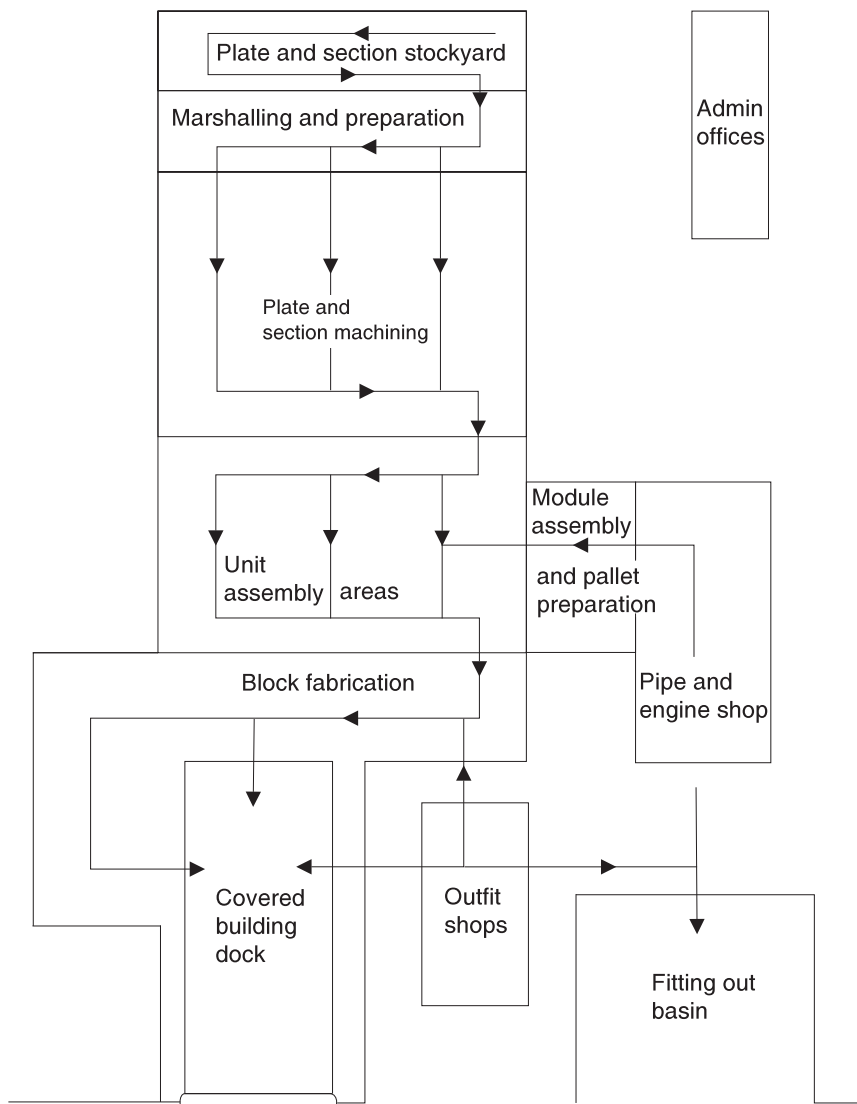 Plate and section stockyard
Marshalling and preparation
Admin
offices
Plate and
section machining
Module
assembly
and pallet
preparation
Unit
assembly areas
Block fabrication
Pipe and
engine shop
Covered
building
dock
Outfit
shops
Fitting out
basin